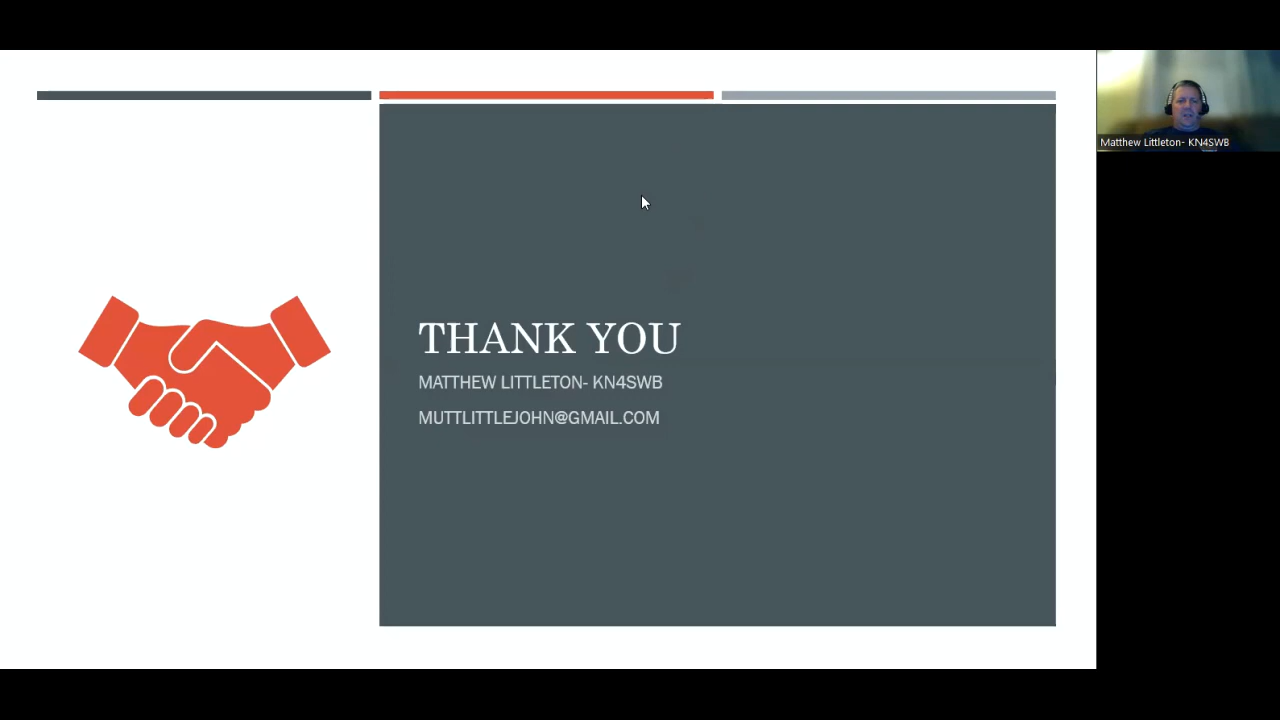 THANK YOU
MATTHEW LITTLETON- KN4SWB
MUTTLITTLEJOHN@GMAIL.COM
Matthew Littleton- KN4SWB